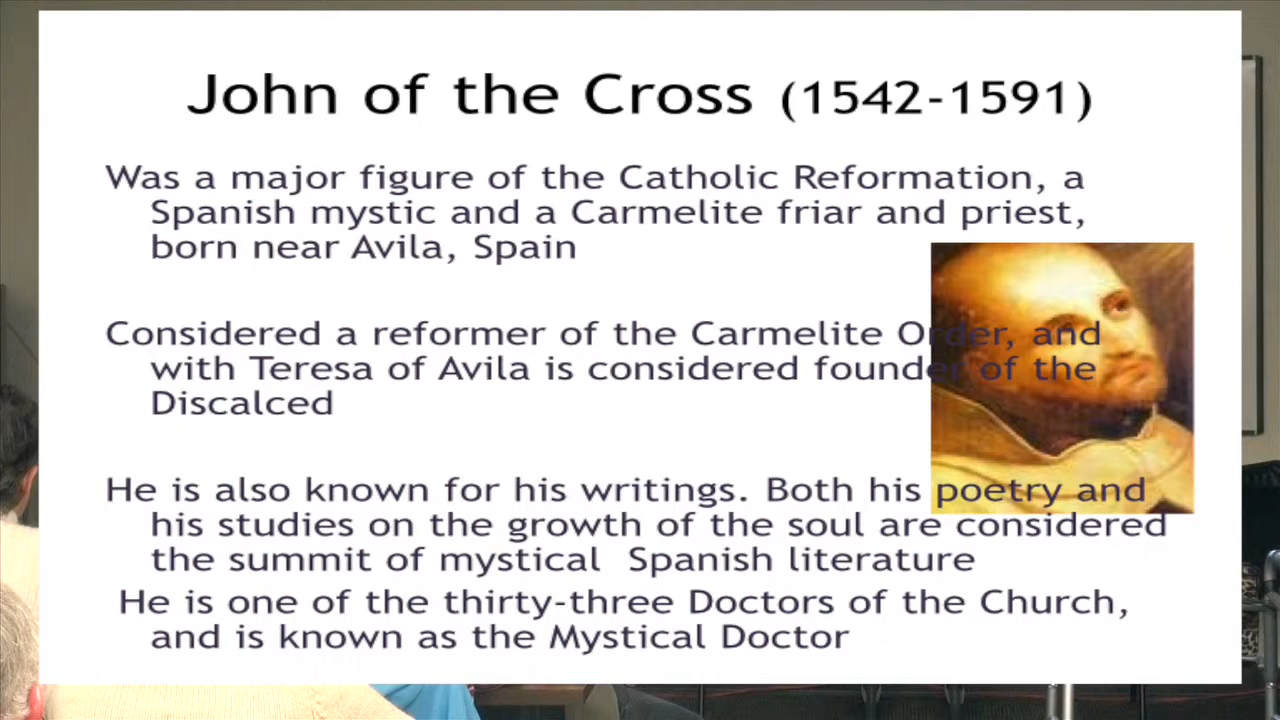 John of the Cross (1542-1591)
Was a major figure of the Catholic Reformation, a
Spanish mystic and a Carmelite friar and priest,
born near Avila, Spain
Considered a reformer of the Carmelite Order, and
with Teresa of Avila is considered founder of the
Discalced
He is also known for his writings. Both his poetry and
his studies on the growth of the soul are considered
the summit of mystical Spanish literature
He is one of the thirty-three Doctors of the Church,
and is known as the Mystical Doctor